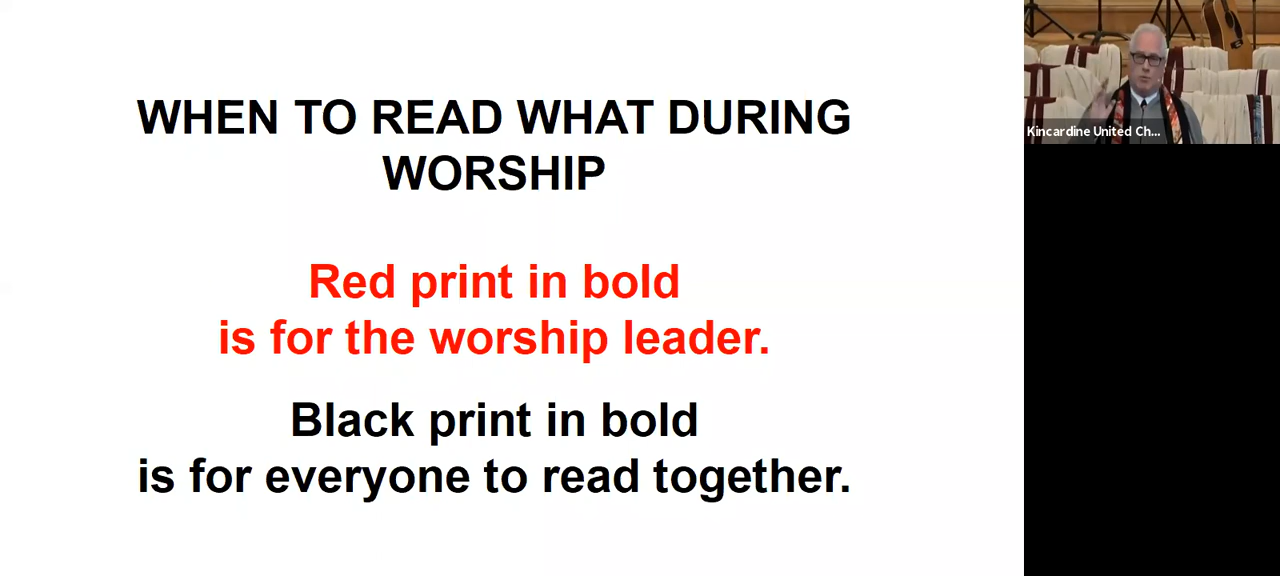 WHEN TO READ WHAT DURING
WORSHIP
Red print in bold
is for the worship leader.
Black print in bold
is for everyone to read together.
Kincardine United Ch...